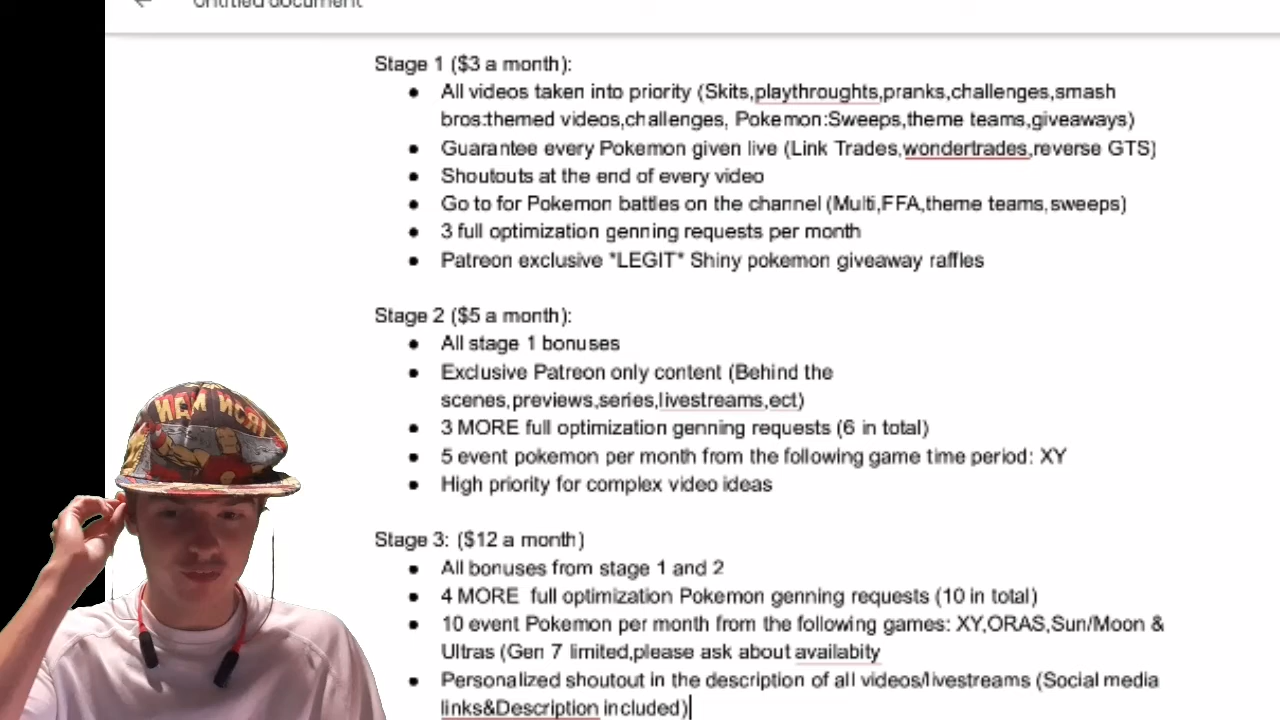 Untitled document
Stage 1 ($3 a month):
● All videos taken into priority (Skits,playthroughts,pranks,challenges,smash
bros:themed videos,challenges, Pokemon:Sweeps,theme teams,giveaways)
● Guarantee every Pokemon given live (Link Trades,wondertrades,reverse GTS)
● Shoutouts at the end of every video
● Go to for Pokemon battles on the channel (Multi,FFA,theme teams,sweeps)
● 3 full optimization genning requests per month
● Patreon exclusive *LEGIT* Shiny pokemon giveaway raffles
Stage 2 ($5 a month):
● All stage 1 bonuses
● Exclusive Patreon only content (Behind the
scenes,previews,series,livestreams,ect)
● 3 MORE full optimization genning requests (6 in total)
● 5 event pokemon per month from the following game time period: XY
● High priority for complex video ideas
Stage 3: ($12 a month)
● All bonuses from stage 1 and 2
● 4 MORE  full optimization Pokemon genning requests (10 in total)
● 10 event Pokemon per month from the following games: XY,ORAS,Sun/Moon &
Ultras (Gen 7 limited,please ask about availabity
● Personalized shoutout in the description of all videos/livestreams (Social media
links&Description included)
IRON MAN